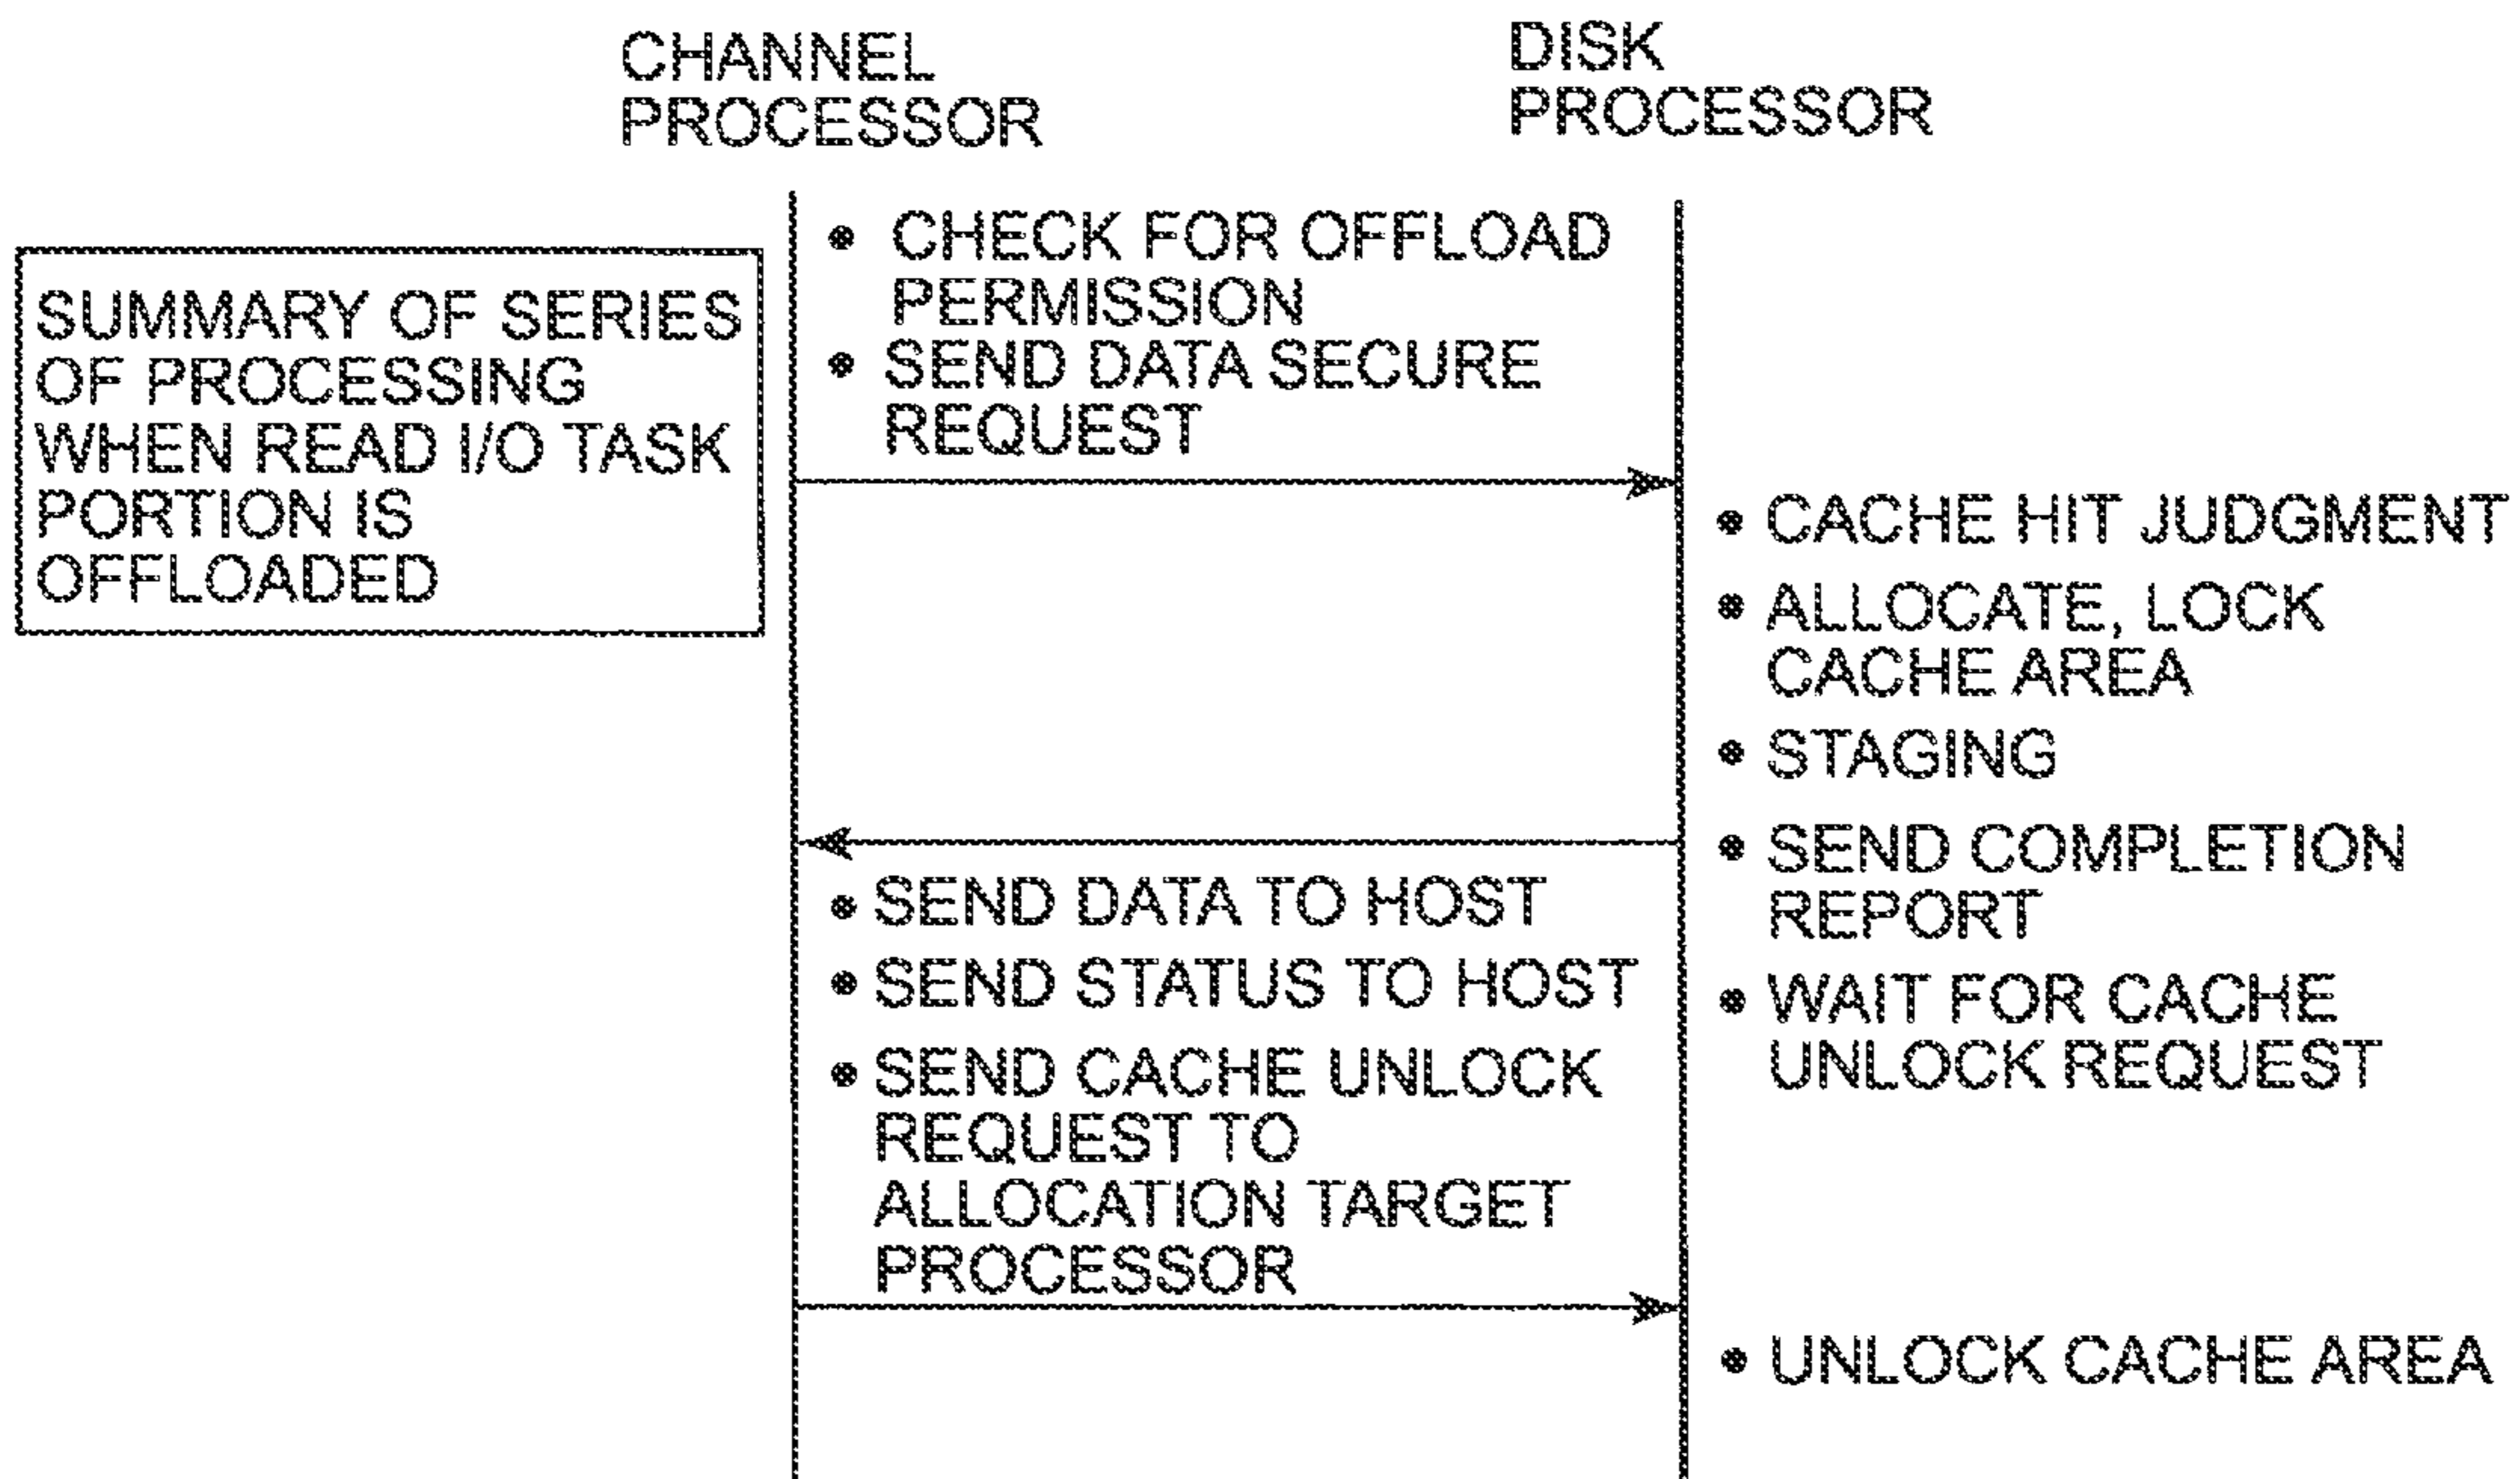 CHANNEL
PROCESSOR
DISK
PROCESSOR
SUMMARY OF SERIES
OF PROCESSING
WHEN READ I/O TASK
PORTION IS
OFFLOADED
• CHECK FOR OFFLOAD
PERMISSION
• SEND DATA SECURE
REQUEST
• CACHE HIT JUDGMENT
• ALLOCATE, LOCK
CACHE AREA
• STAGING
• SEND COMPLETION
REPORT
• WAIT FOR CACHE
UNLOCK REQUEST
• SEND DATA TO HOST
• SEND STATUS TO HOST
• SEND CACHE UNLOCK
REQUEST TO
ALLOCATION TARGET
PROCESSOR
• UNLOCK CACHE AREA